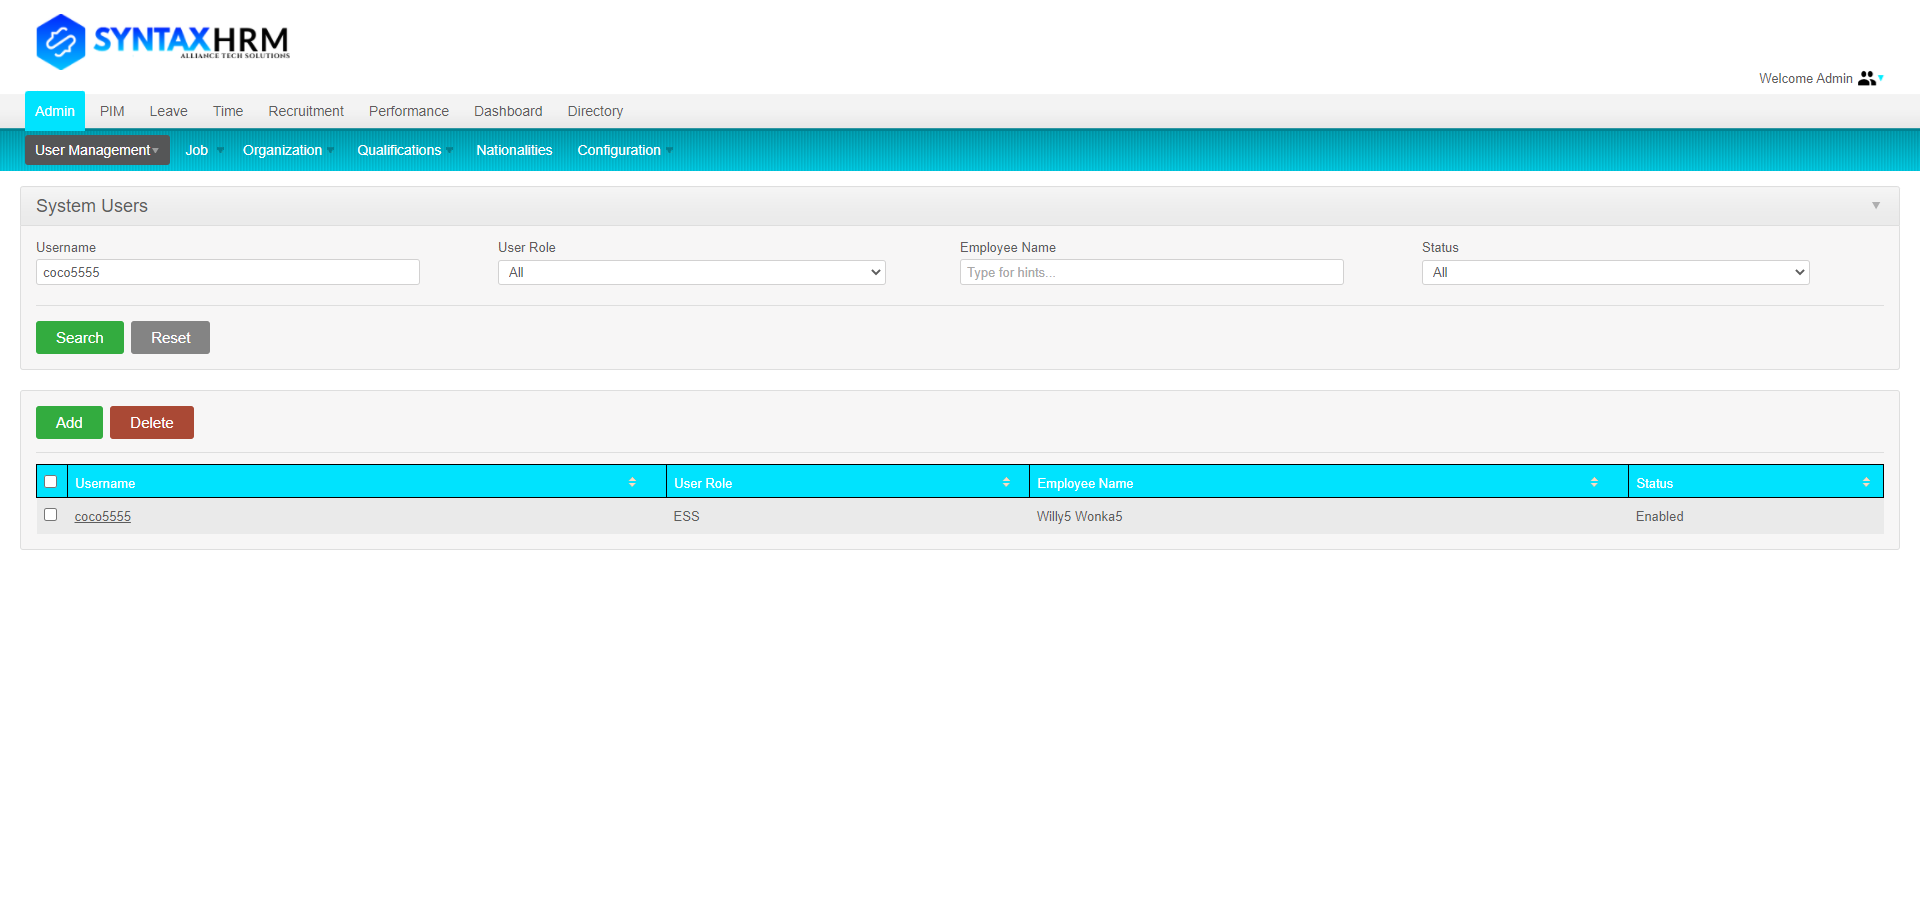 SYNTAXHRM
ALLIANCE TECH SOLUTIONS
Welcome Admin
Admin PIM Leave Time Recruitment Performance Dashboard Directory
User Management Job Organization Qualifications Nationalities Configuration
System Users
Username User Role Employee Name Status
coco5555 All Type for hints... All
Search Reset
Add Delete
Username User Role Employee Name Status
coco5555 ESS Willy5 Wonka5 Enabled